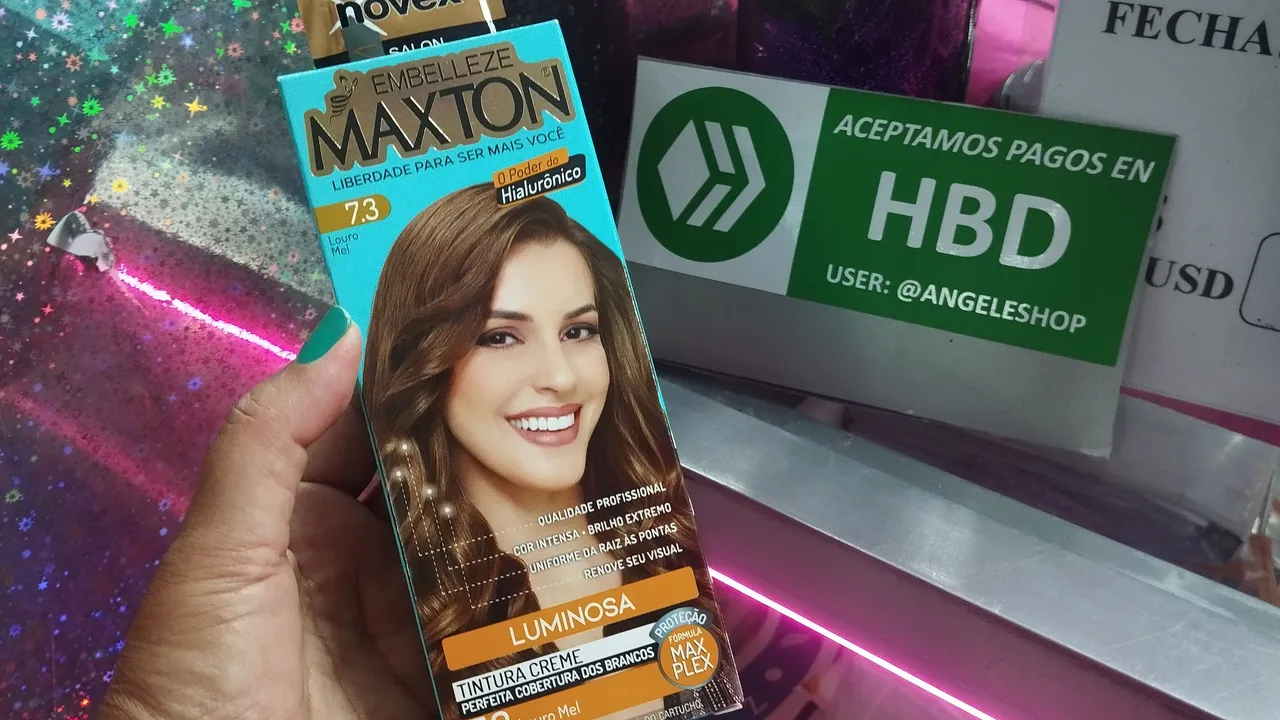 novex
SALON
EMBELLEZE
MAXTON
LIBERDADE PARA SER MAIS VOCÊ
O Poder do
Hialurônico
7.3
Louro
Mel
QUALIDADE PROFISSIONAL
COR INTENSA • BRILHO EXTREMO
UNIFORME DA RAIZ ÀS PONTAS
RENOVE SEU VISUAL
LUMINOSA
TINTURA CREME
PERFEITA COBERTURA DOS BRANCOS
PROTEÇÃO
FÓRMULA
MAX
PLEX
Louro Mel
DO CARTUCHO.
ACEPTAMOS PAGOS EN
HBD
USER: @ANGELESHOP
FECHA
USD